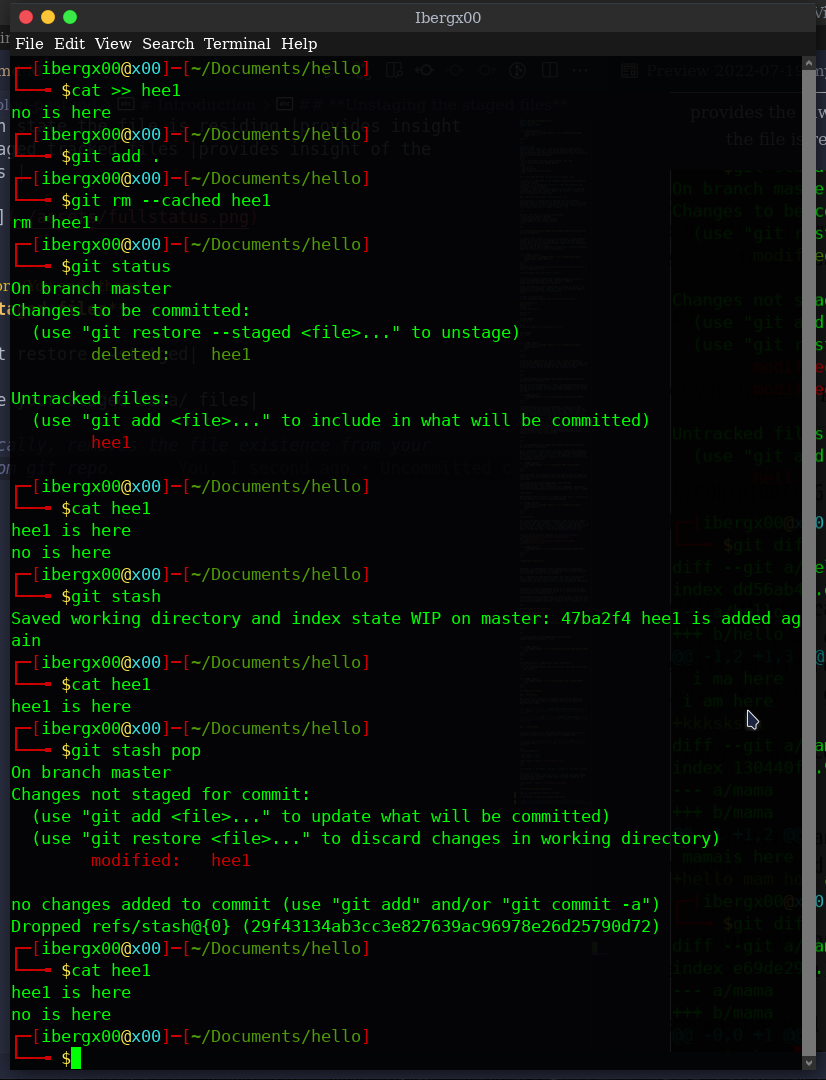 Ibergx00
File Edit View Search Terminal Help
┌─[ibergx00@x00]─[~/Documents/hello]
└──╼ $cat >> hee1
no is here
┌─[ibergx00@x00]─[~/Documents/hello]
└──╼ $git add .
┌─[ibergx00@x00]─[~/Documents/hello]
└──╼ $git rm --cached hee1
rm 'hee1'
┌─[ibergx00@x00]─[~/Documents/hello]
└──╼ $git status
On branch master
Changes to be committed:
  (use "git restore --staged <file>..." to unstage)
        deleted:    hee1

Untracked files:
  (use "git add <file>..." to include in what will be committed)
        hee1

┌─[ibergx00@x00]─[~/Documents/hello]
└──╼ $cat hee1
hee1 is here
no is here
┌─[ibergx00@x00]─[~/Documents/hello]
└──╼ $git stash
Saved working directory and index state WIP on master: 47ba2f4 hee1 is added ag
ain
┌─[ibergx00@x00]─[~/Documents/hello]
└──╼ $cat hee1
hee1 is here
┌─[ibergx00@x00]─[~/Documents/hello]
└──╼ $git stash pop
On branch master
Changes not staged for commit:
  (use "git add <file>..." to update what will be committed)
  (use "git restore <file>..." to discard changes in working directory)
        modified:   hee1

no changes added to commit (use "git add" and/or "git commit -a")
Dropped refs/stash@{0} (29f43134ab3cc3e827639ac96978e26d25790d72)
┌─[ibergx00@x00]─[~/Documents/hello]
└──╼ $cat hee1
hee1 is here
no is here
┌─[ibergx00@x00]─[~/Documents/hello]
└──╼ $